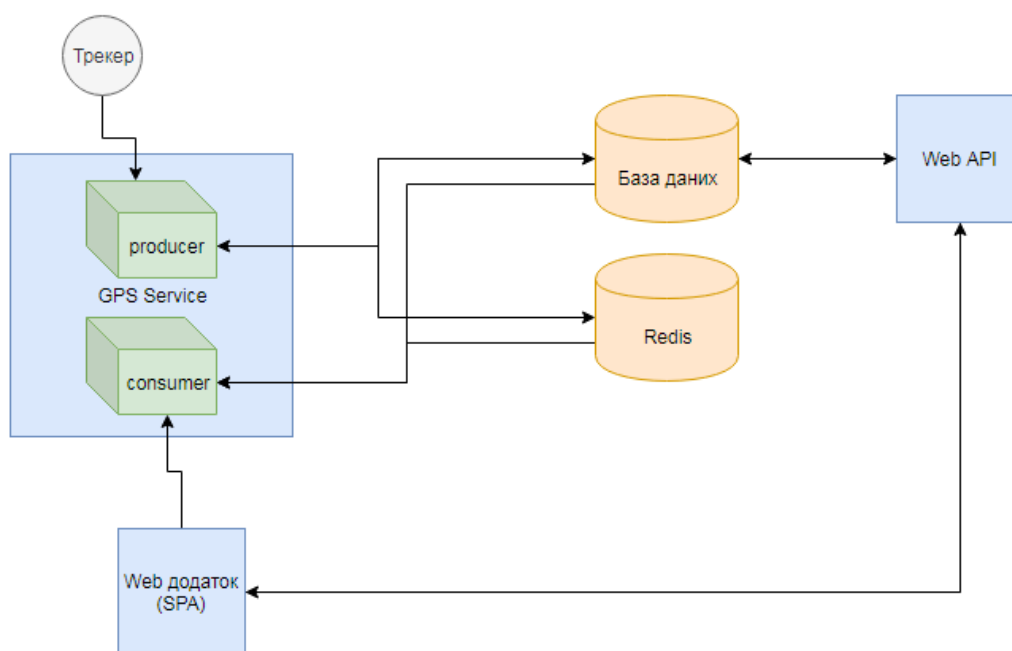 Трекер
producer
GPS Service
consumer
База даних
Redis
Web API
Web додаток
(SPA)